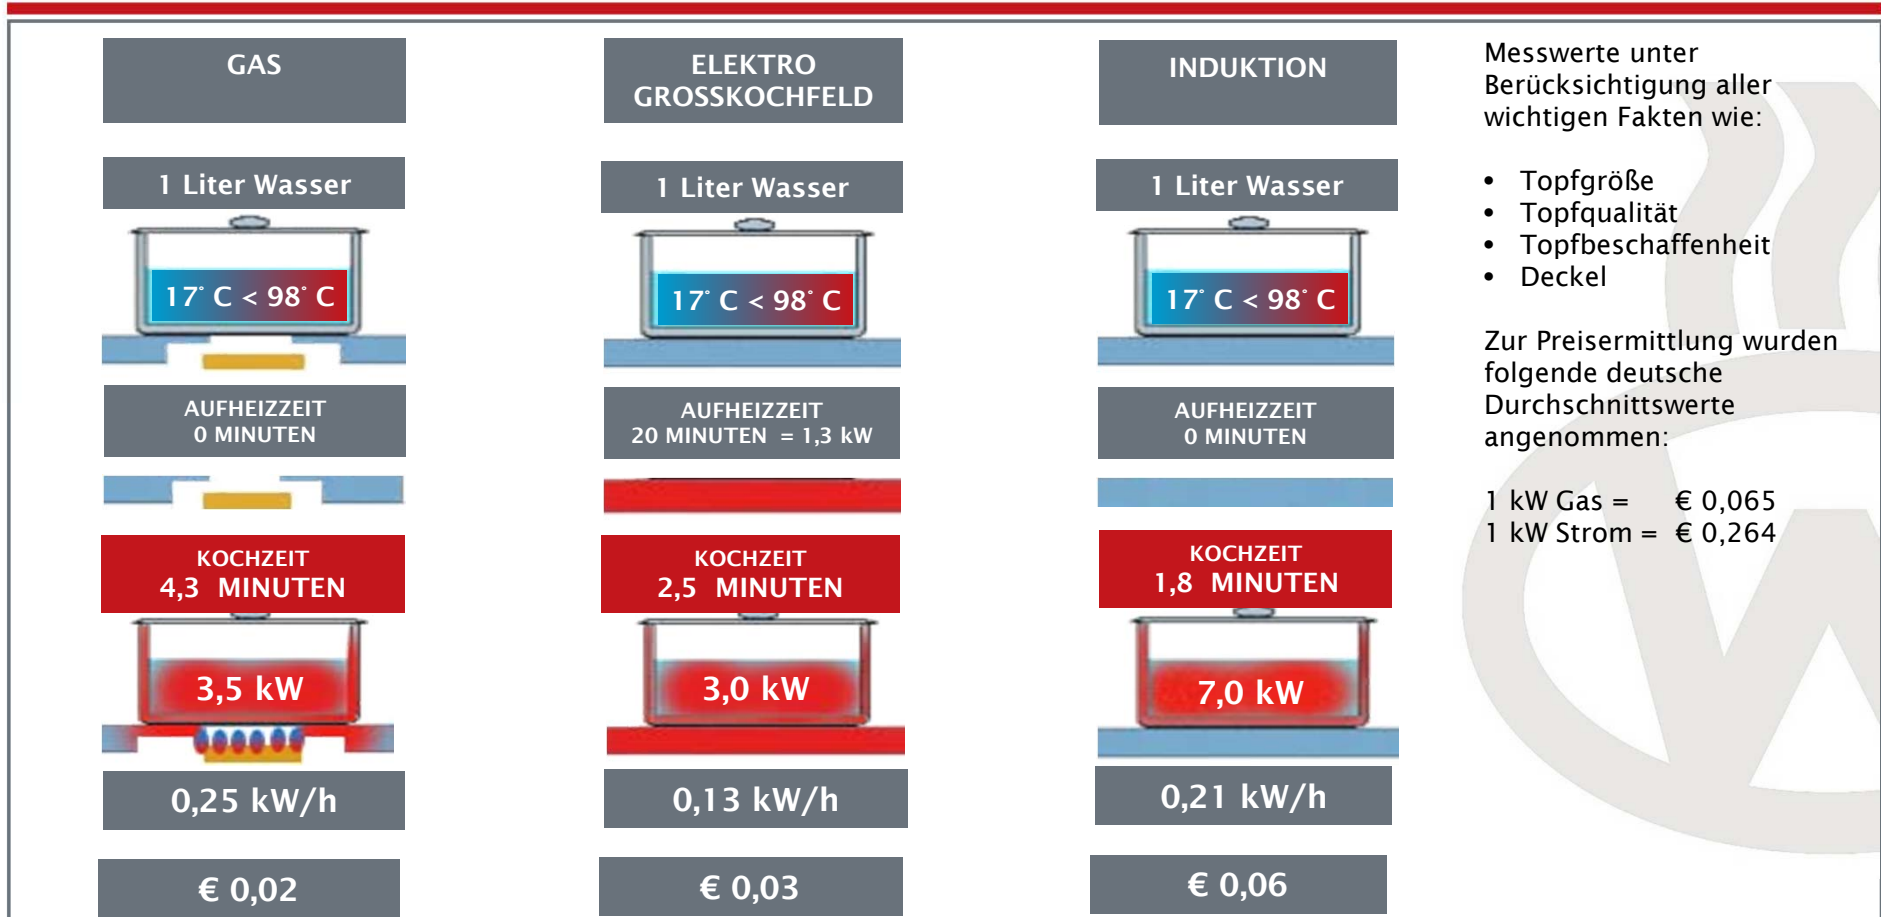 GAS
1 Liter Wasser
17° C < 98° C
AUFHEIZZEIT
0 MINUTEN
KOCHZEIT
4,3 MINUTEN
3,5 kW
0,25 kW/h
€ 0,02
ELEKTRO
GROSSKOCHFELD
1 Liter Wasser
17° C < 98° C
AUFHEIZZEIT
20 MINUTEN = 1,3 kW
KOCHZEIT
2,5 MINUTEN
3,0 kW
0,13 kW/h
€ 0,03
INDUKTION
1 Liter Wasser
17° C < 98° C
AUFHEIZZEIT
0 MINUTEN
KOCHZEIT
1,8 MINUTEN
7,0 kW
0,21 kW/h
€ 0,06
Messwerte unter
Berücksichtigung aller
wichtigen Fakten wie:
• Topfgröße
• Topfqualität
• Topfbeschaffenheit
• Deckel
Zur Preisermittlung wurden
folgende deutsche
Durchschnittswerte
angenommen:
1 kW Gas = € 0,065
1 kW Strom = € 0,264